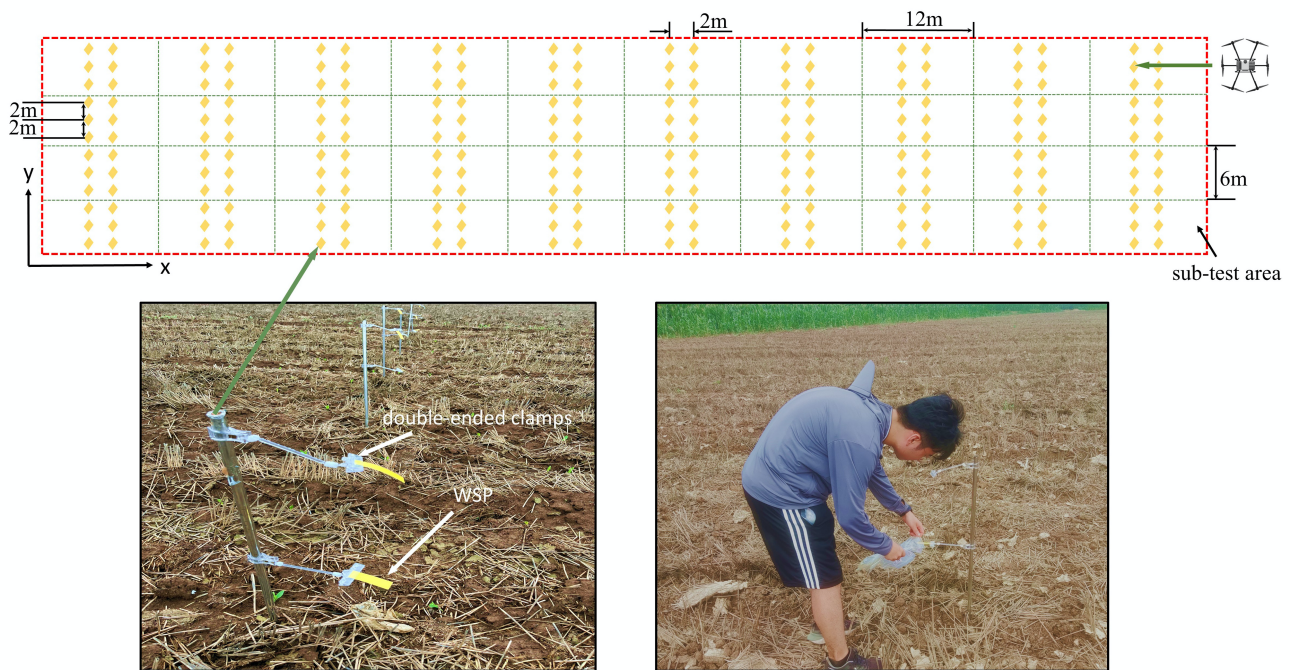 2m
12m
2m
2m
y
6m
x
sub-test area
double-ended clamps
WSP